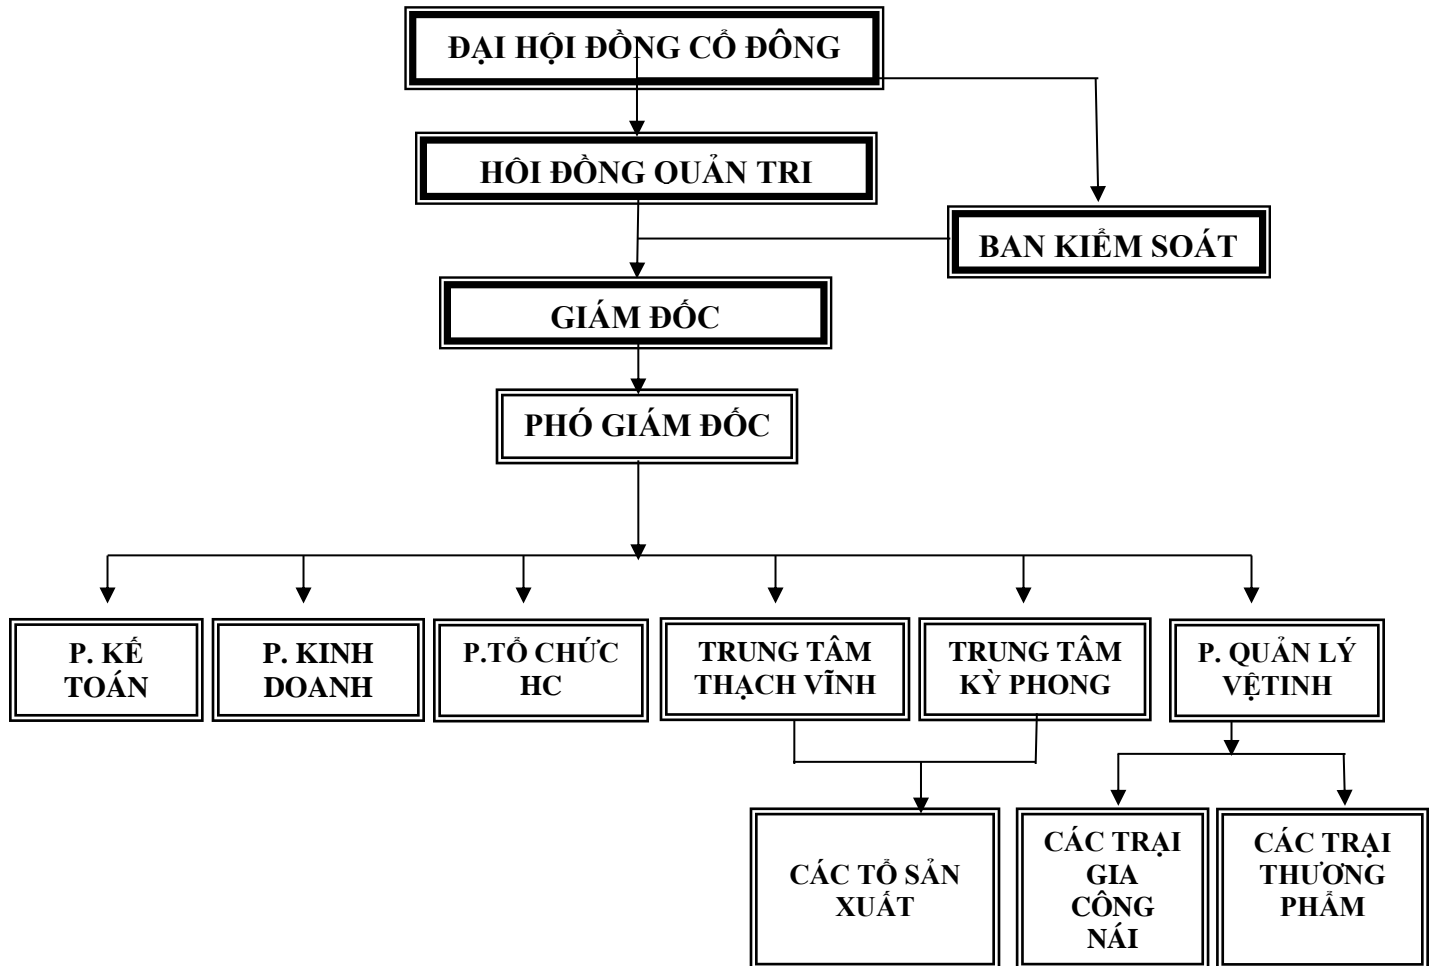 ĐẠI HỘI ĐỒNG CỔ ĐÔNG
HÔI ĐỒNG QUẢN TRI
BAN KIỂM SOÁT
GIÁM ĐỐC
PHÓ GIÁM ĐỐC
P. KẾ
TOÁN
P. KINH
DOANH
P.TỔ CHỨC
HC
TRUNG TÂM
THẠCH VĨNH
TRUNG TÂM
KỲ PHONG
P. QUẢN LÝ
VỆTINH
CÁC TỔ SẢN
XUẤT
CÁC TRẠI
GIA
CÔNG
NÁI
CÁC TRẠI
THƯƠNG
PHẨM